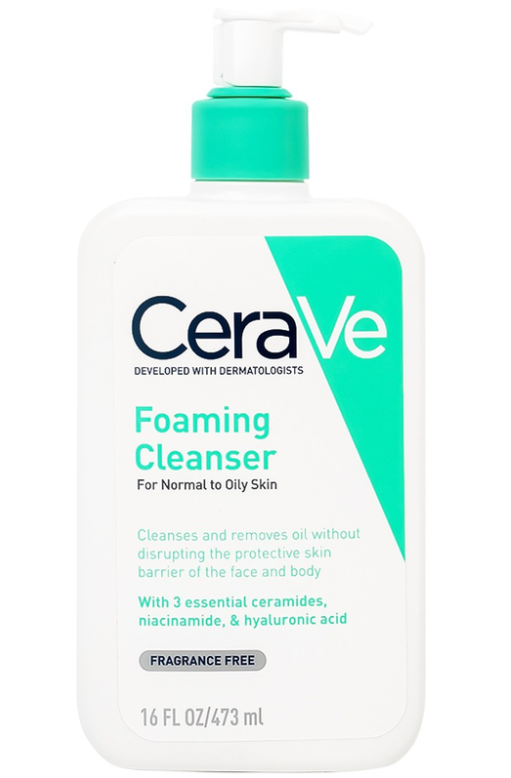 CeraVe
DEVELOPED WITH DERMATOLOGISTS
Foaming
Cleanser
For Normal to Oily Skin
Cleanses and removes oil without
disrupting the protective skin
barrier of the face and body
With 3 essential ceramides,
niacinamide, & hyaluronic acid
FRAGRANCE FREE
16 FL OZ/473 ml